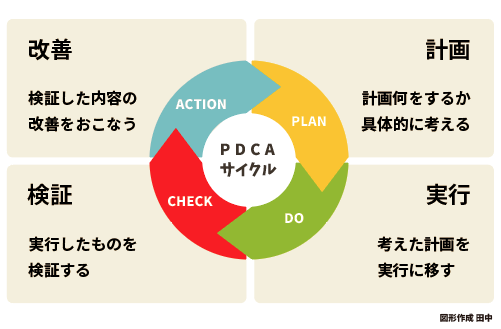 改善
検証した内容の
改善をおこなう
計画
計画何をするか
具体的に考える
ACTION
PLAN
PDCA
サイクル
CHECK
DO
検証
実行したものを
検証する
実行
考えた計画を
実行に移す
図形作成 田中